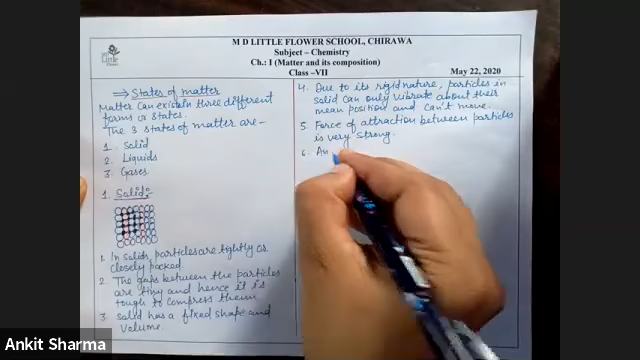 M D LITTLE FLOWER SCHOOL, CHIRAWA
Subject – Chemistry
Ch.: I (Matter and its composition)
Class –VII
May 22, 2020
Little
⇒ States of matter
Matter can exist in three different
forms or states.
The 3 states of matter are -
1. Solid
2. Liquids
3. Gases
1. Solids
1. In solids, particles are tightly or
closely packed.
2. The gaps between the particles
are tiny and hence it is
tough to compress them
3. Solid has a fixed shape and
volume.
4. Due to its rigid nature, particles in
solid can only vibrate about their
mean position and can't move.
5. Force of attraction between particles
is very strong.
6. An
Ankit Sharma